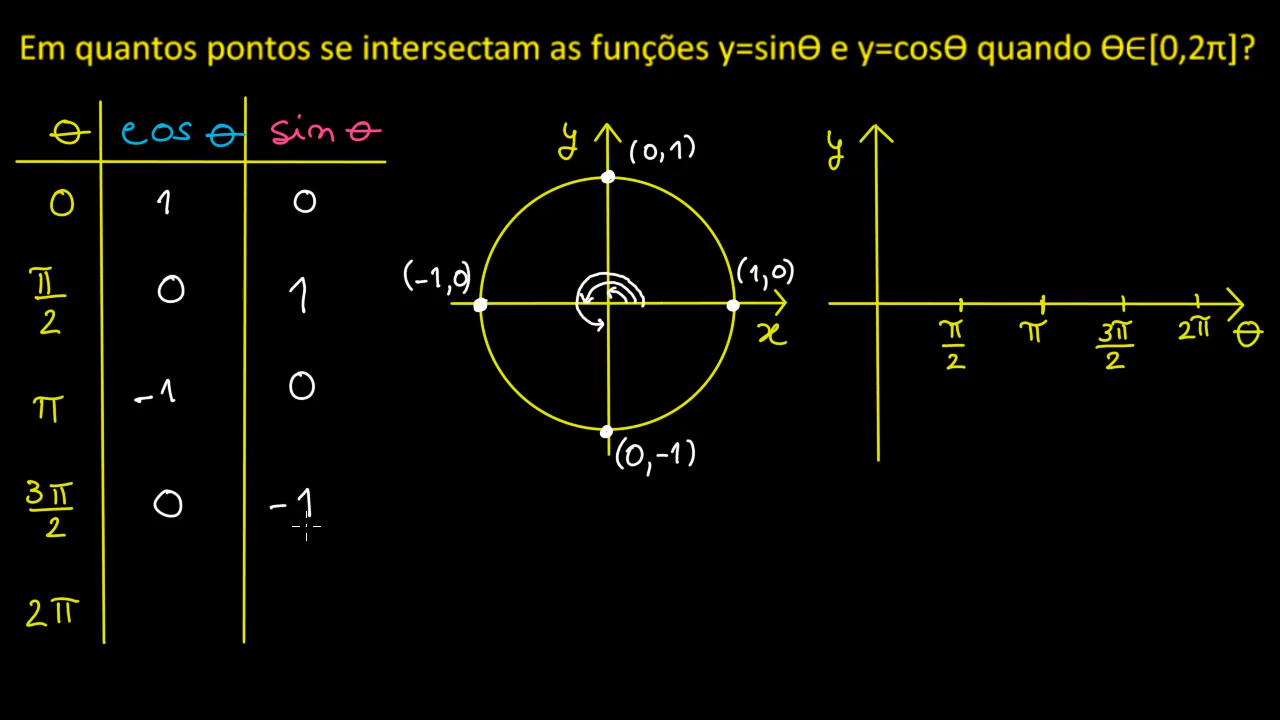 Em quantos pontos se intersectam as funções y=sinϴ e y=cosϴ quando ϴ∈[0,2π]?
θ cos θ sin θ
0 1 0
π/2 0 1
π -1 0
3π/2 0 -1
2π
y
(0,1)
(-1,0)
(1,0)
x
(0,-1)
y
π/2 π 3π/2 2π θ